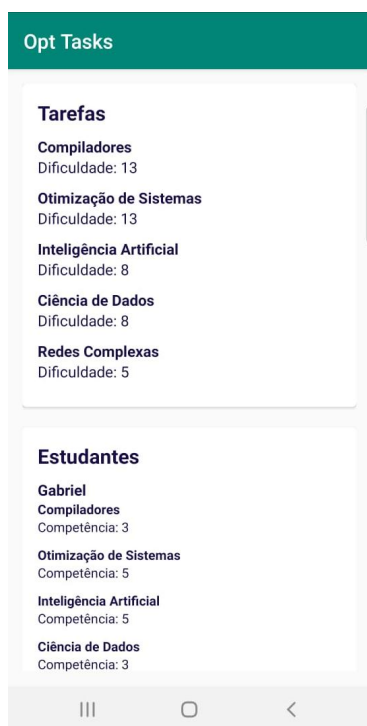 Opt Tasks
Tarefas
Compiladores
Dificuldade: 13
Otimização de Sistemas
Dificuldade: 13
Inteligência Artificial
Dificuldade: 8
Ciência de Dados
Dificuldade: 8
Redes Complexas
Dificuldade: 5
Estudantes
Gabriel
Compiladores
Competência: 3
Otimização de Sistemas
Competência: 5
Inteligência Artificial
Competência: 5
Ciência de Dados
Competência: 3